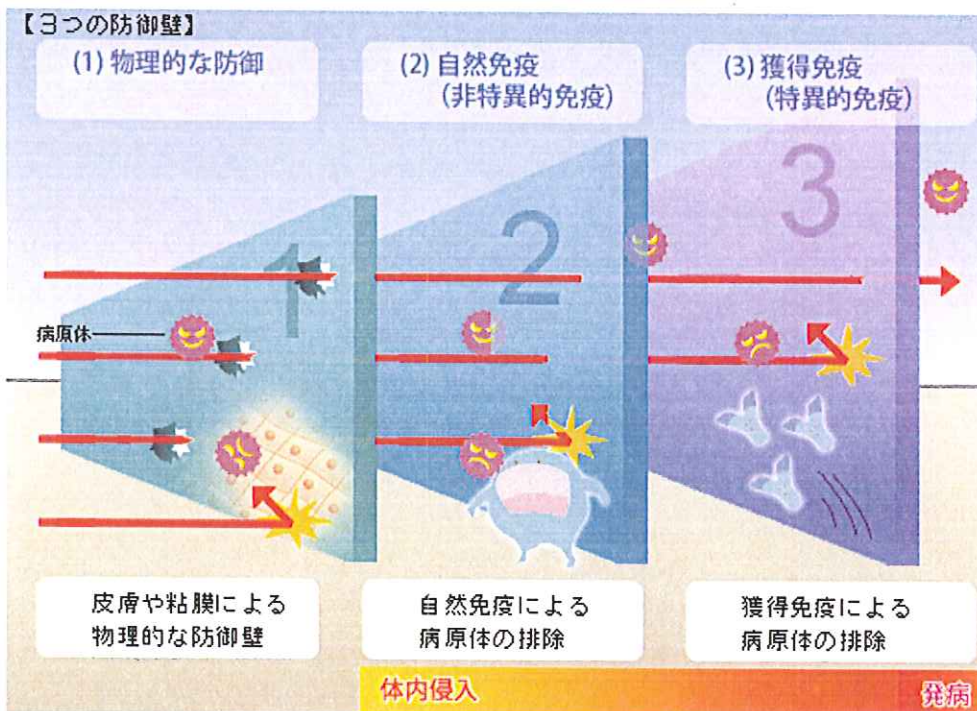 【3つの防御壁】
(1) 物理的な防御
(2) 自然免疫
(非特異的免疫)
(3) 獲得免疫
(特異的免疫)
1
2
3
病原体
皮膚や粘膜による
物理的な防御壁
自然免疫による
病原体の排除
獲得免疫による
病原体の排除
体内侵入
発病